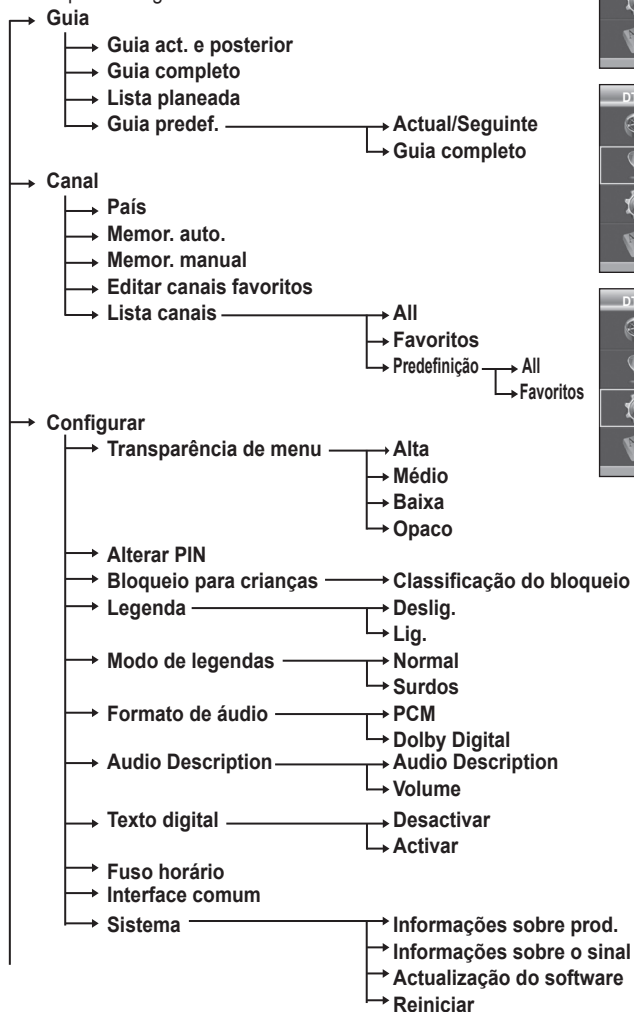 Guia
Guia act. e posterior
Guia completo
Lista planeada
Guia predef.
Actual/Seguinte
Guia completo
Canal
País
Memor. auto.
Memor. manual
Editar canais favoritos
Lista canais
All
Favoritos
Predefinição
All
Favoritos
Configurar
Transparência de menu
Alta
Médio
Baixa
Opaco
Alterar PIN
Bloqueio para crianças
Classificação do bloqueio
Legenda
Deslig.
Lig.
Modo de legendas
Normal
Surdos
Formato de áudio
PCM
Dolby Digital
Audio Description
Audio Description
Volume
Texto digital
Desactivar
Activar
Fuso horário
Interface comum
Sistema
Informações sobre prod.
Informações sobre o sinal
Actualização do software
Reiniciar